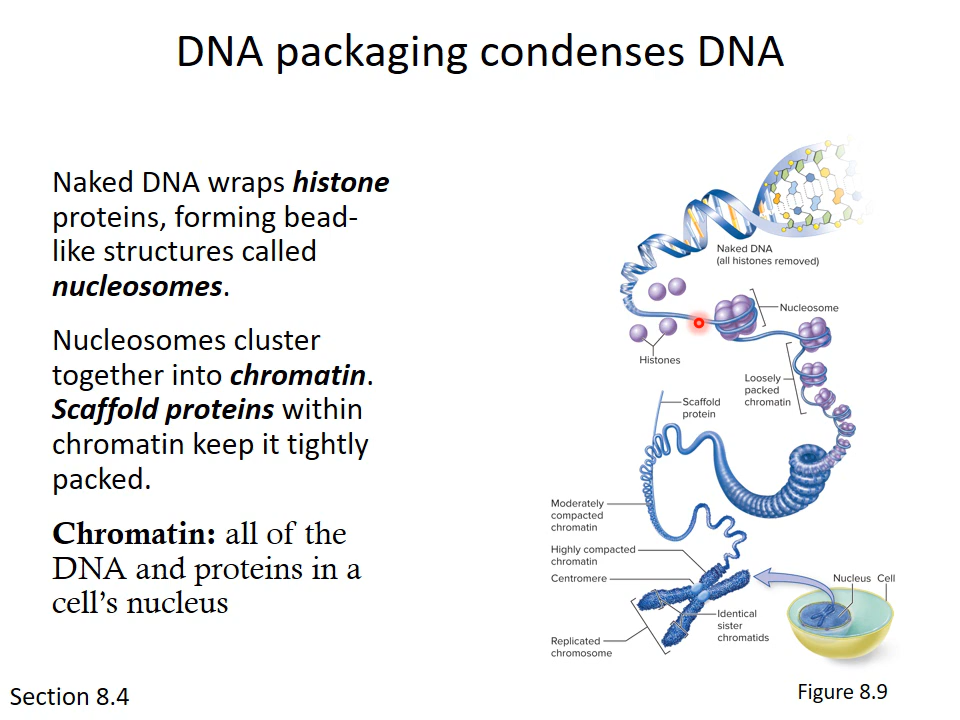 DNA packaging condenses DNA
Naked DNA wraps histone
proteins, forming bead-
like structures called
nucleosomes.
Nucleosomes cluster
together into chromatin.
Scaffold proteins within
chromatin keep it tightly
packed.
Chromatin: all of the
DNA and proteins in a
cell's nucleus
Naked DNA
(all histones removed)
Nucleosome
Histones
Loosely
packed
chromatin
Scaffold
protein
Moderately
compacted
chromatin
Highly compacted
chromatin
Centromere
Nucleus Cell
Identical
sister
chromatids
Replicated
chromosome
Section 8.4
Figure 8.9